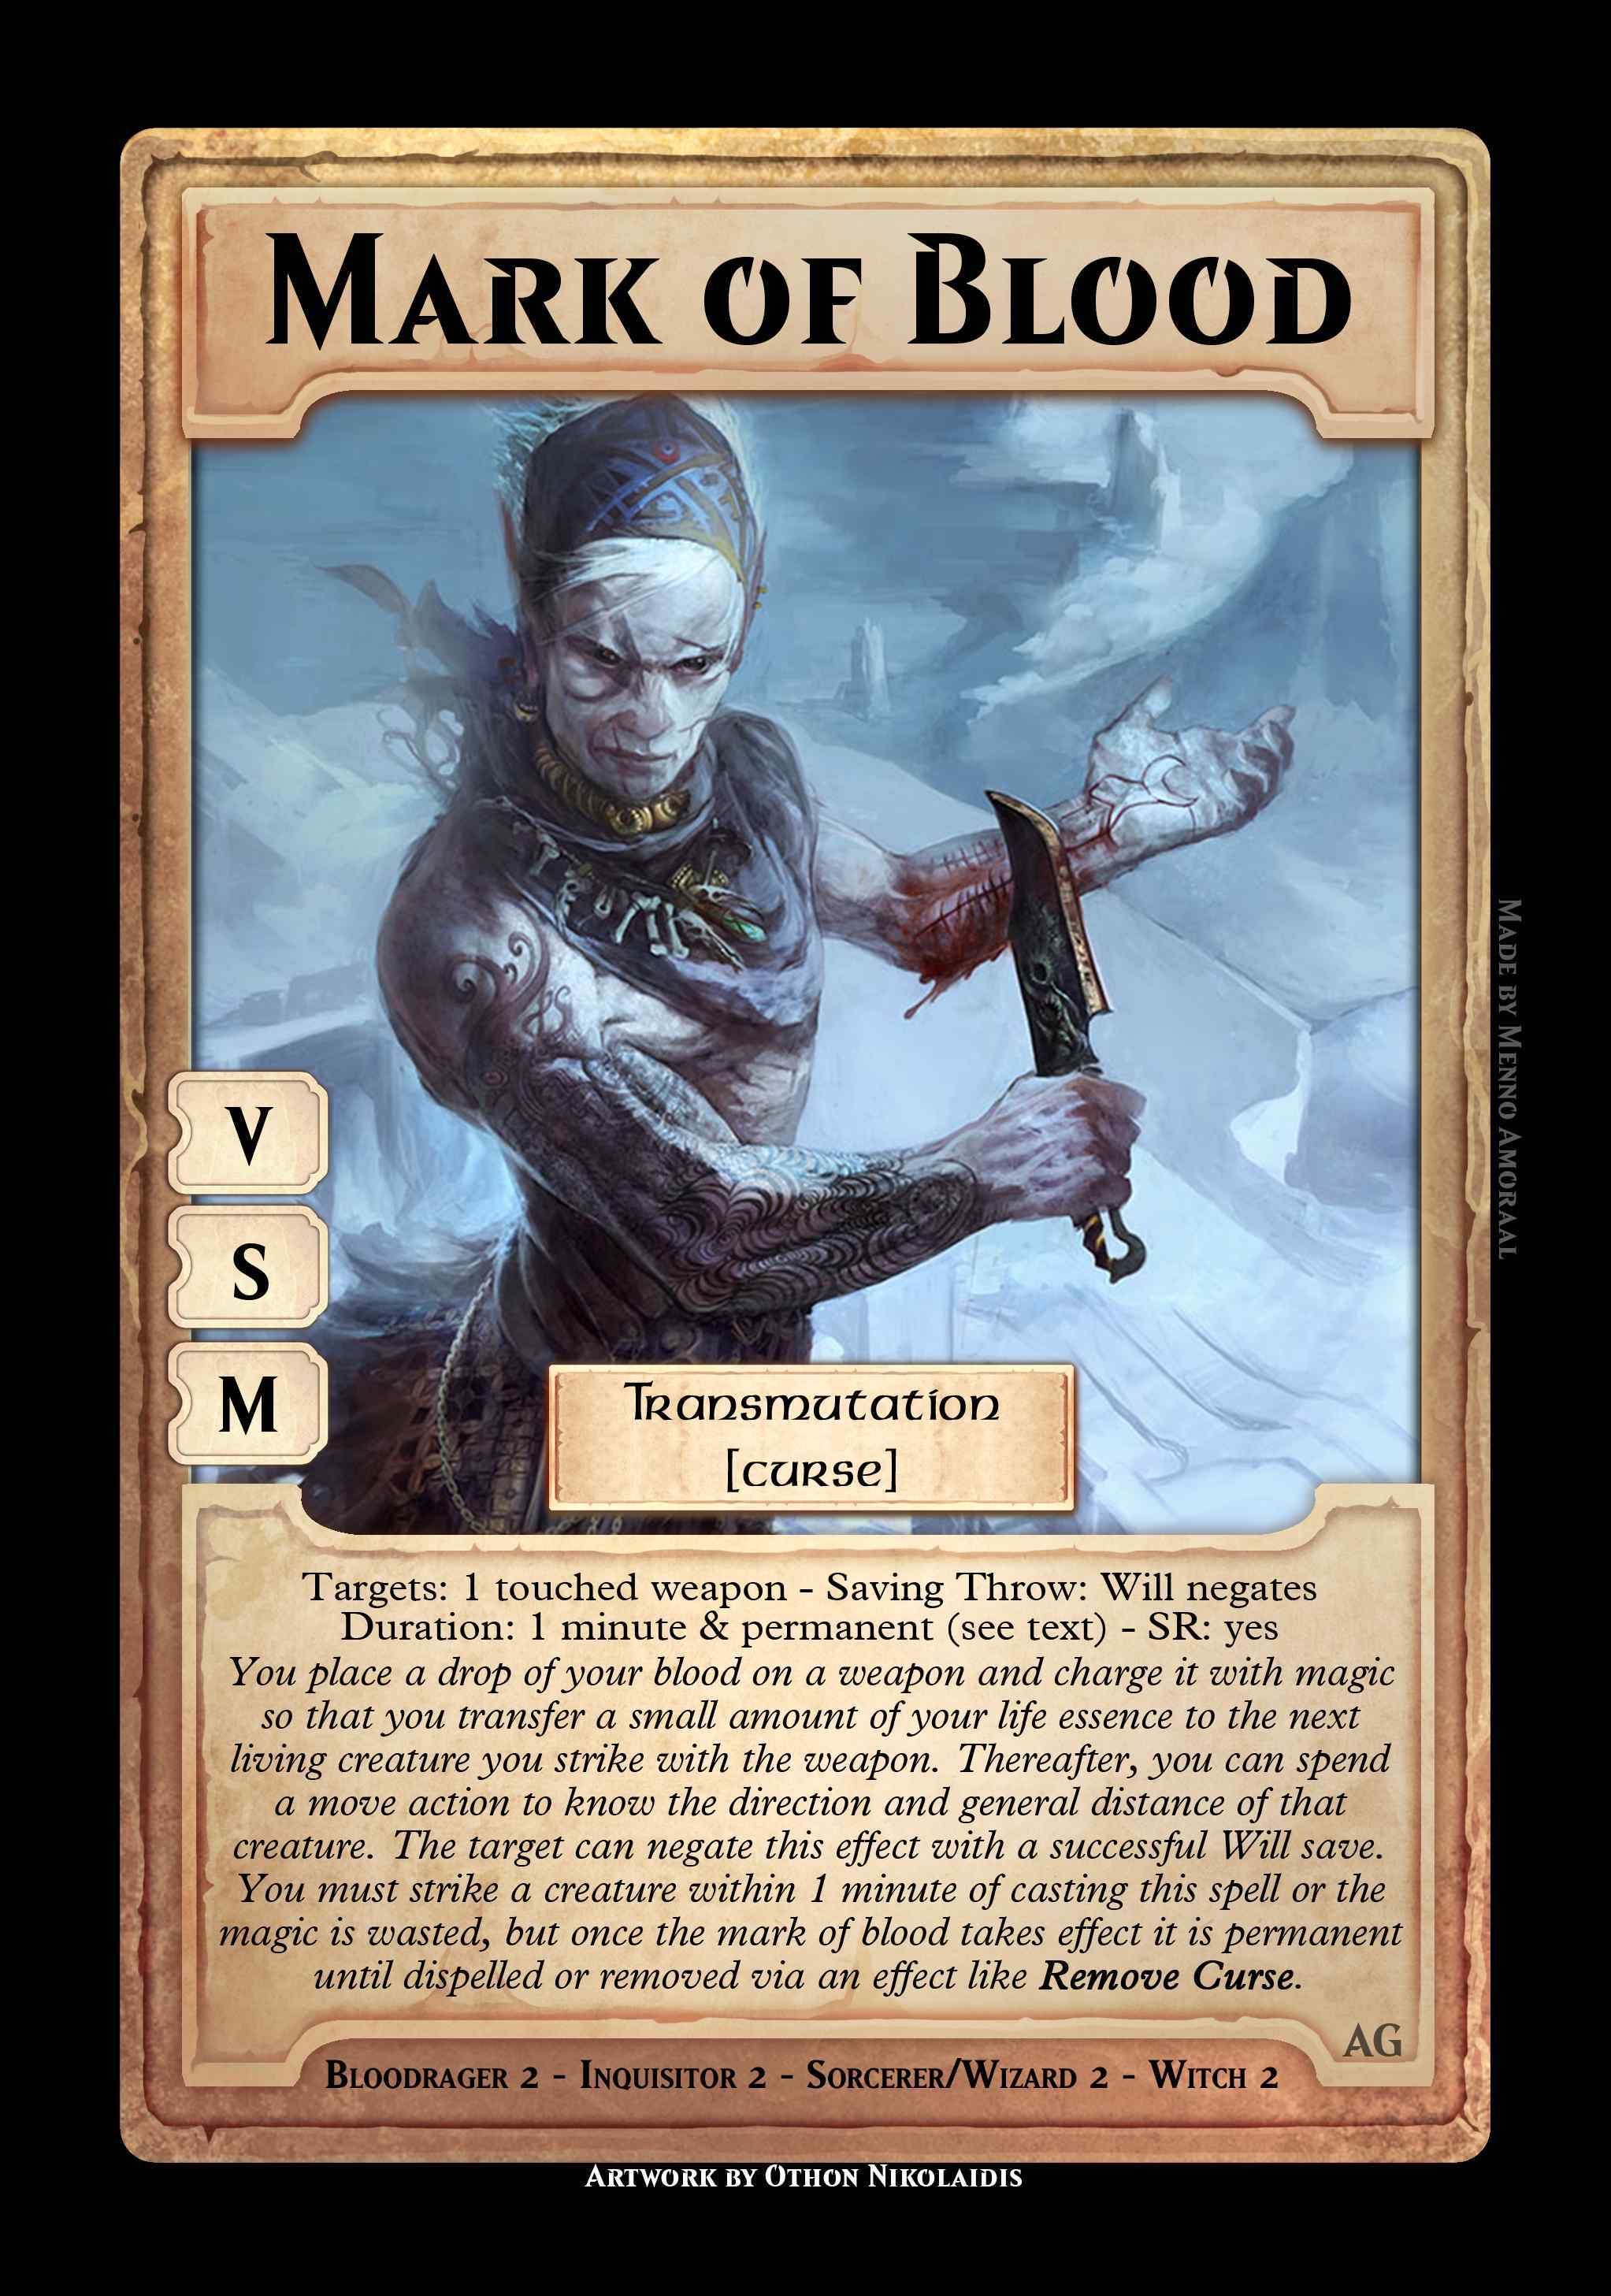 Mark of Blood
V
S
M
Transmutation
[curse]
Targets: 1 touched weapon - Saving Throw: Will negates
Duration: 1 minute & permanent (see text) - SR: yes
You place a drop of your blood on a weapon and charge it with magic
so that you transfer a small amount of your life essence to the next
living creature you strike with the weapon. Thereafter, you can spend
a move action to know the direction and general distance of that
creature. The target can negate this effect with a successful Will save.
You must strike a creature within 1 minute of casting this spell or the
magic is wasted, but once the mark of blood takes effect it is permanent
until dispelled or removed via an effect like Remove Curse.
AG
Bloodrager 2 - Inquisitor 2 - Sorcerer/Wizard 2 - Witch 2
Artwork by Othon Nikolaidis
Made by Menno Amoraal